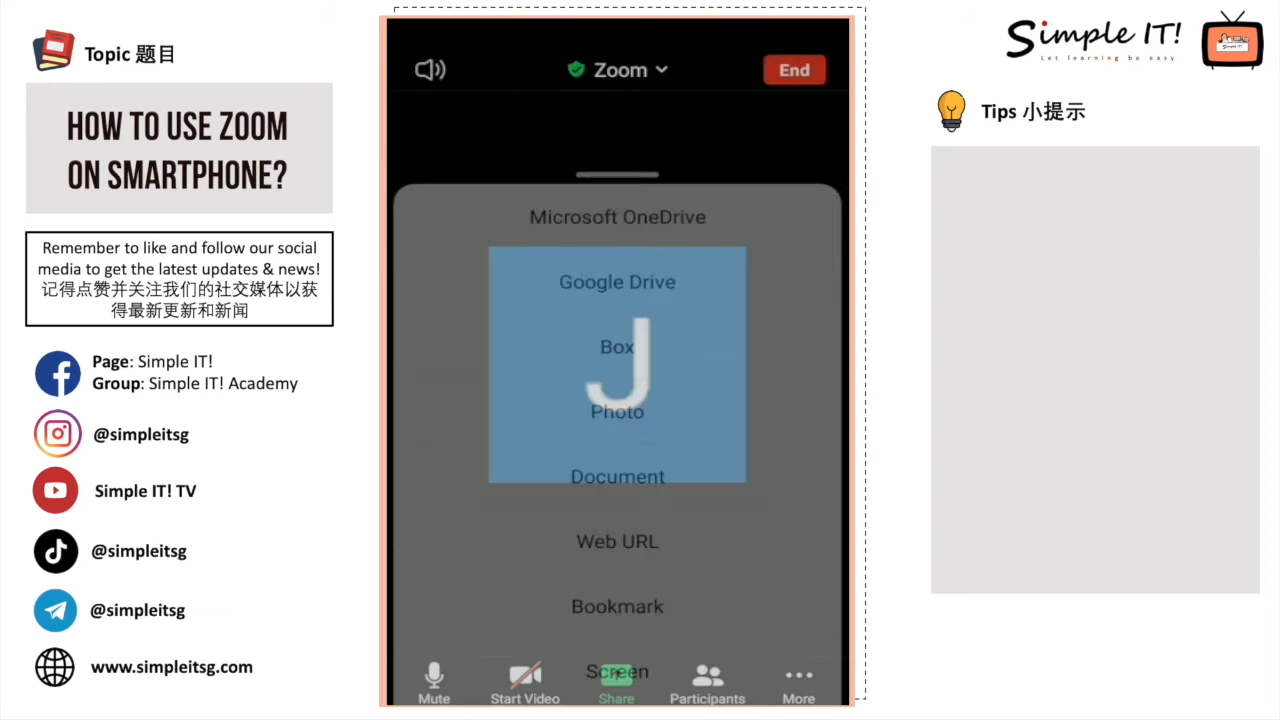 Topic 题目
HOW TO USE ZOOM
ON SMARTPHONE?
Remember to like and follow our social
media to get the latest updates & news!
记得点赞并关注我们的社交媒体以获
得最新更新和新闻
Page: Simple IT!
Group: Simple IT! Academy
@simpleitsg
Simple IT! TV
@simpleitsg
@simpleitsg
www.simpleitsg.com
Zoom
End
Microsoft OneDrive
Google Drive
Box
J
Photo
Document
Web URL
Bookmark
Screen
Mute
Start Video
Share
Participants
More
Simple IT!
Let learning be easy
Tips 小提示